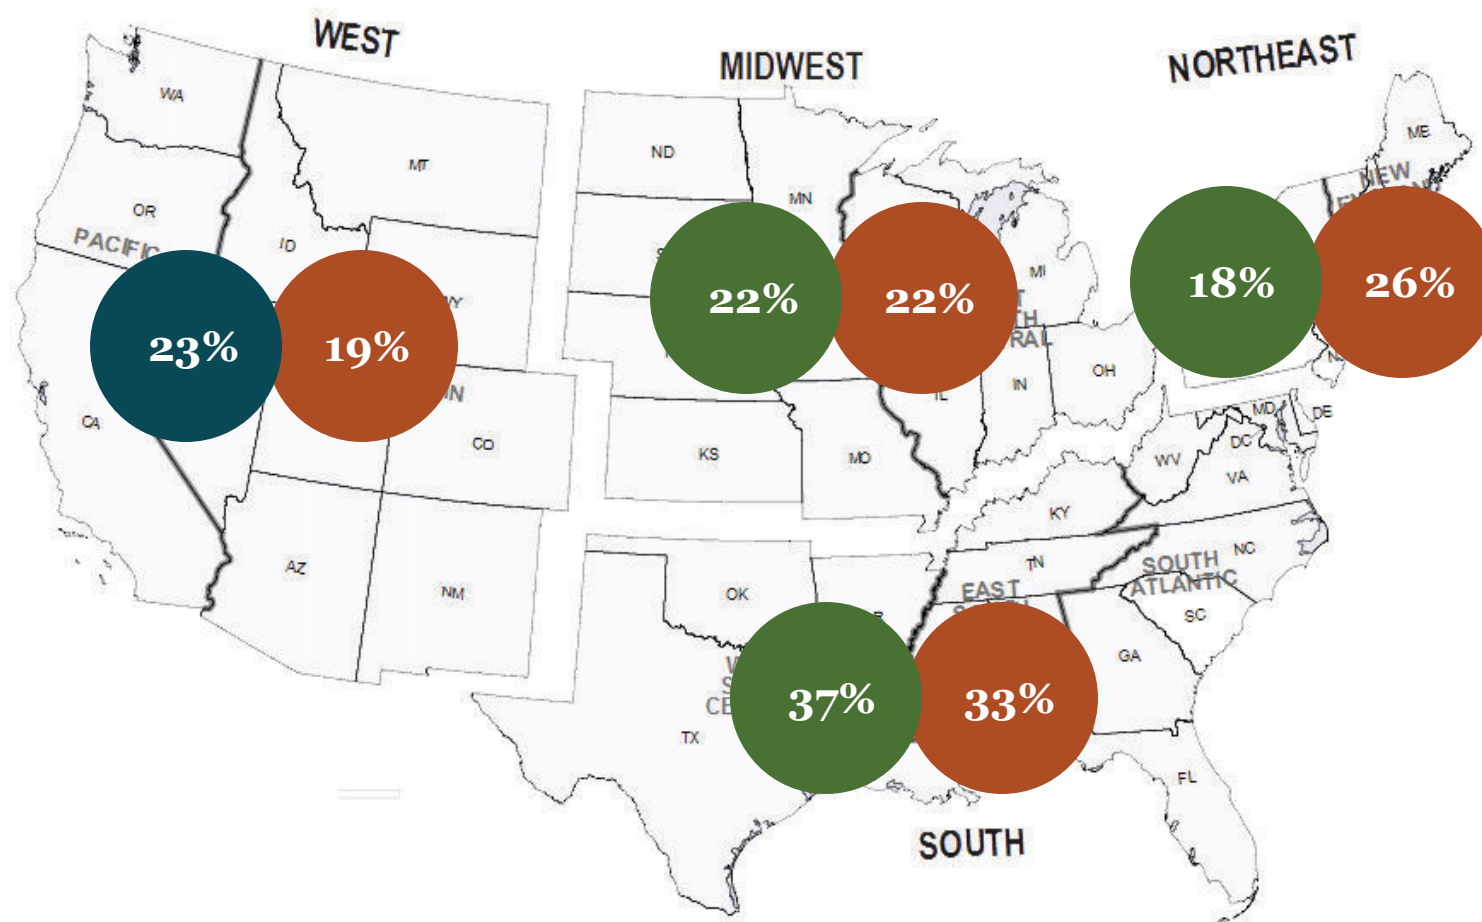 WEST
MIDWEST
NORTHEAST
WA
MT
ND
MN
ME
OR
ID
NEW
PACIFIC
MI
23%
19%
22%
22%
18%
26%
OH
IN
CO
CA
KS
MO
MD
DE
DC
WV
VA
KY
AZ
NM
OK
TN
NC
SOUTH
ATLANTIC
EAST
SC
GA
TX
37%
33%
FL
SOUTH